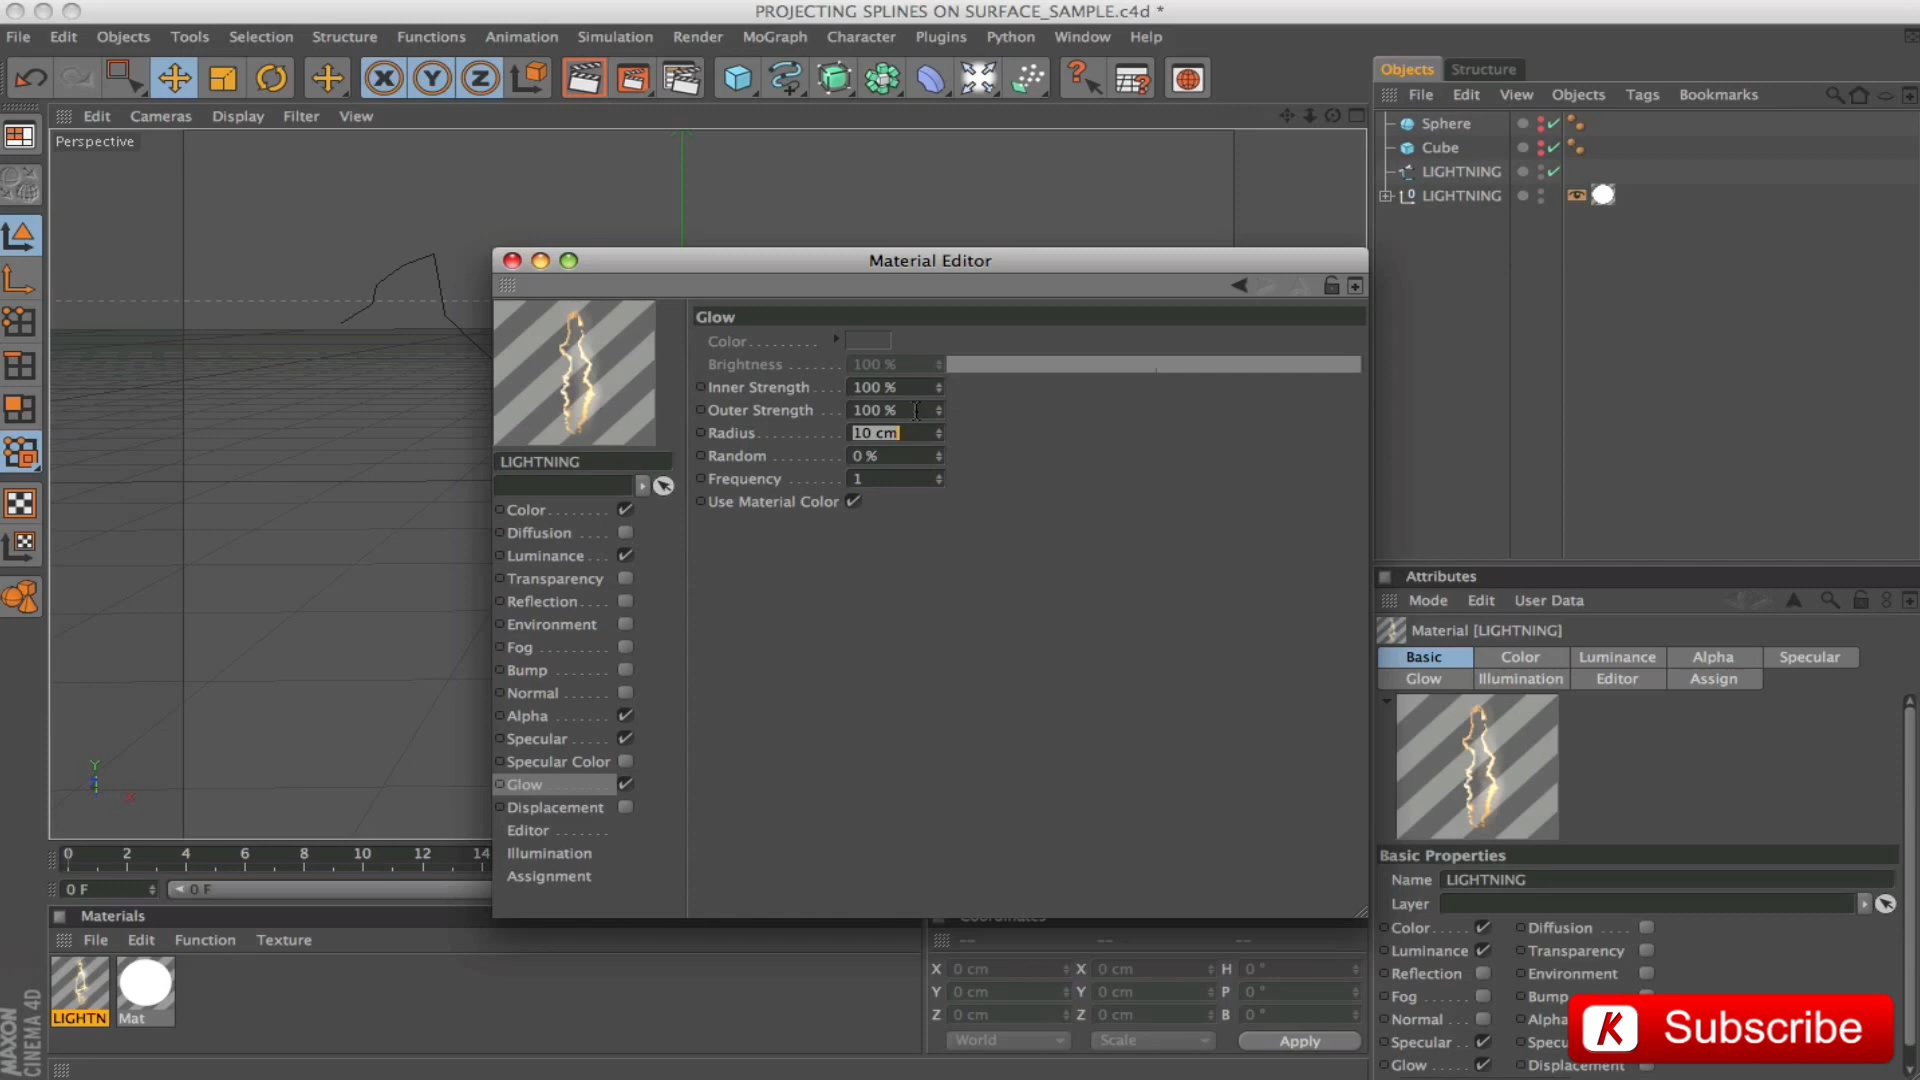 PROJECTING SPLINES ON SURFACE_SAMPLE.c4d *
File Edit Objects Tools Selection Structure Functions Animation Simulation Render MoGraph Character Plugins Python Window Help
Objects Structure
File Edit View Objects Tags Bookmarks
Edit Cameras Display Filter View
Perspective
Sphere
Cube
LIGHTNING
LIGHTNING
Material Editor
Glow
Color
Brightness 100 %
Inner Strength 100 %
Outer Strength 100 %
Radius 10 cm
Random 0 %
Frequency 1
Use Material Color
LIGHTNING
Color
Diffusion
Luminance
Transparency
Reflection
Environment
Fog
Bump
Normal
Alpha
Specular
Specular Color
Glow
Displacement
Editor
Illumination
Assignment
Attributes
Mode Edit User Data
Material [LIGHTNING]
Basic Color Luminance Alpha Specular
Glow Illumination Editor Assign
Basic Properties
Name LIGHTNING
Layer
Color Diffusion
Luminance Transparency
Reflection Environment
Fog Bump
Normal Alpha
Specular Specu
Glow Displacement
Y
X
0 2 4 6 8 10 12 14
0 F 0 F
Materials
File Edit Function Texture
LIGHTN Mat
Coordinates
-- -- --
X 0 cm X 0 cm H 0 °
Y 0 cm Y 0 cm P 0 °
Z 0 cm Z 0 cm B 0 °
World Scale Apply
MAXON
CINEMA 4D
K Subscribe